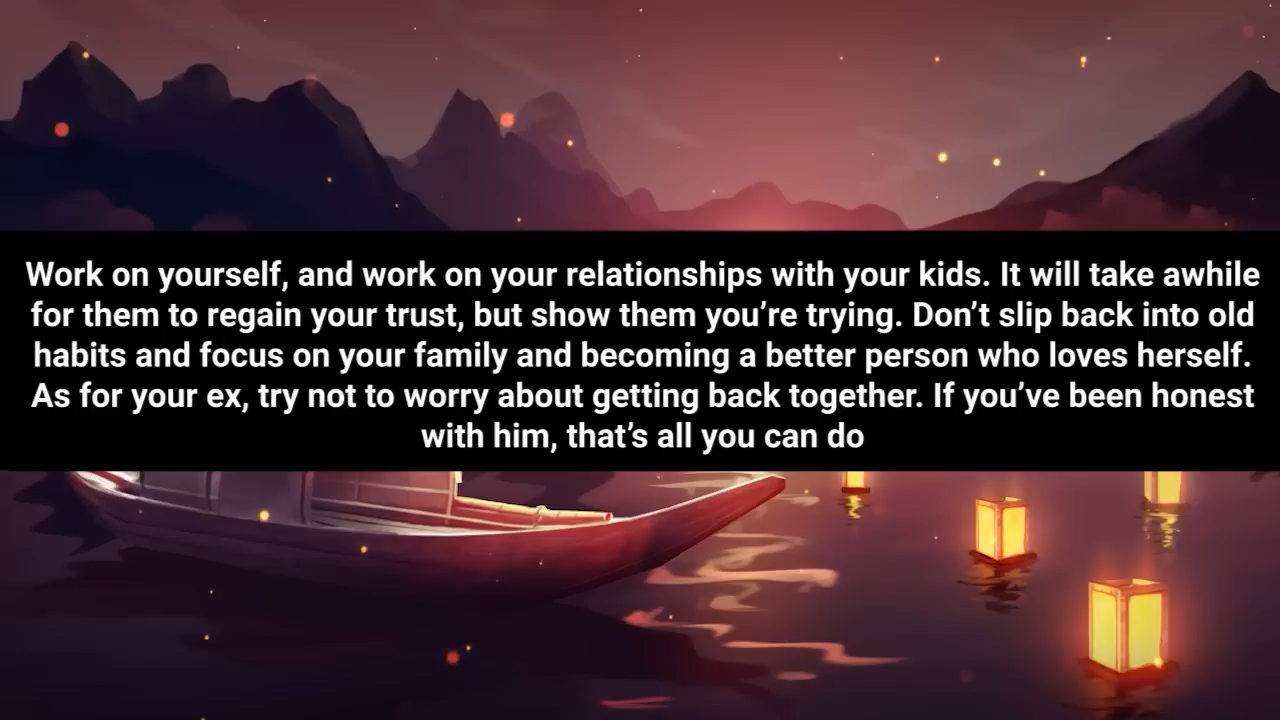 Work on yourself, and work on your relationships with your kids. It will take awhile
for them to regain your trust, but show them you’re trying. Don’t slip back into old
habits and focus on your family and becoming a better person who loves herself.
As for your ex, try not to worry about getting back together. If you’ve been honest
with him, that’s all you can do